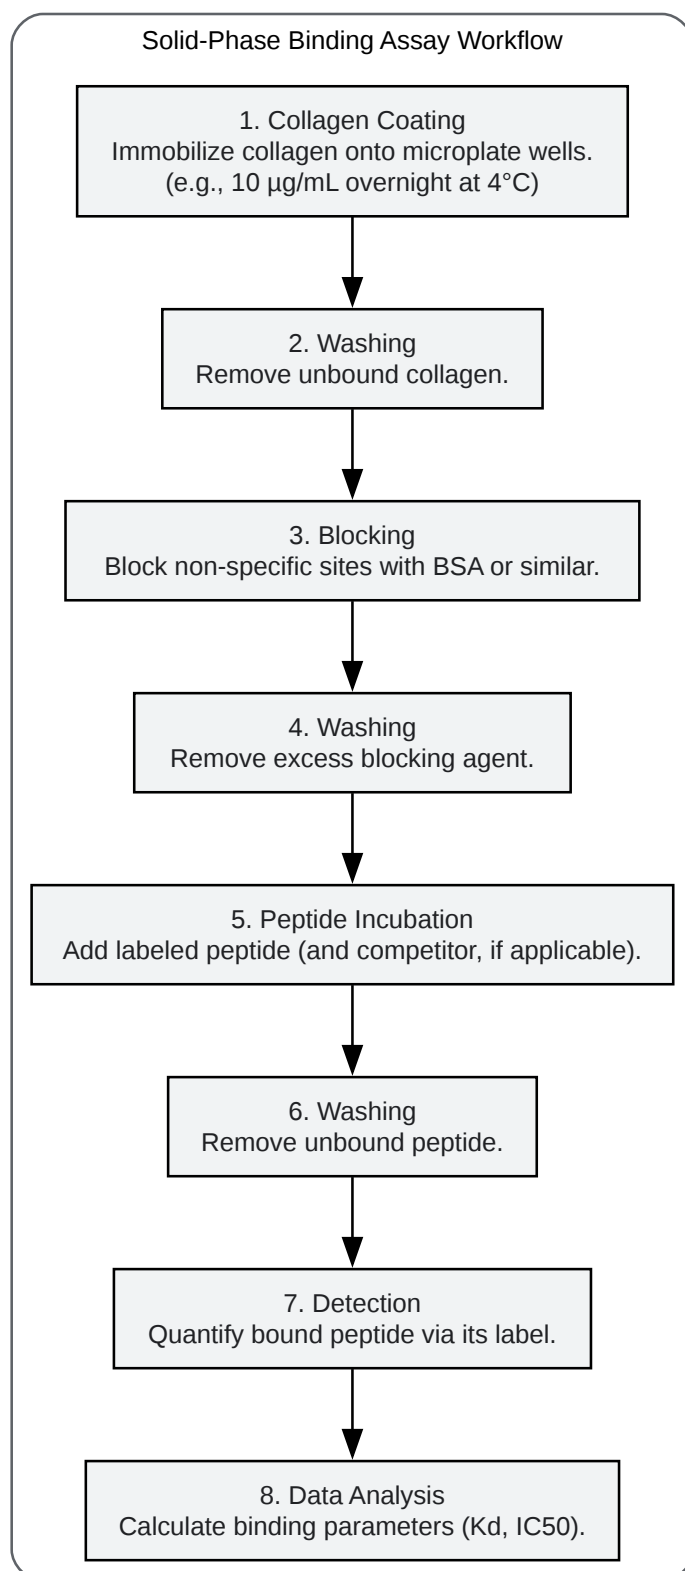 Solid-Phase Binding Assay Workflow
1. Collagen Coating
Immobilize collagen onto microplate wells.
(e.g., 10 µg/mL overnight at 4°C)
2. Washing
Remove unbound collagen.
3. Blocking
Block non-specific sites with BSA or similar.
4. Washing
Remove excess blocking agent.
5. Peptide Incubation
Add labeled peptide (and competitor, if applicable).
6. Washing
Remove unbound peptide.
7. Detection
Quantify bound peptide via its label.
8. Data Analysis
Calculate binding parameters (Kd, IC50).